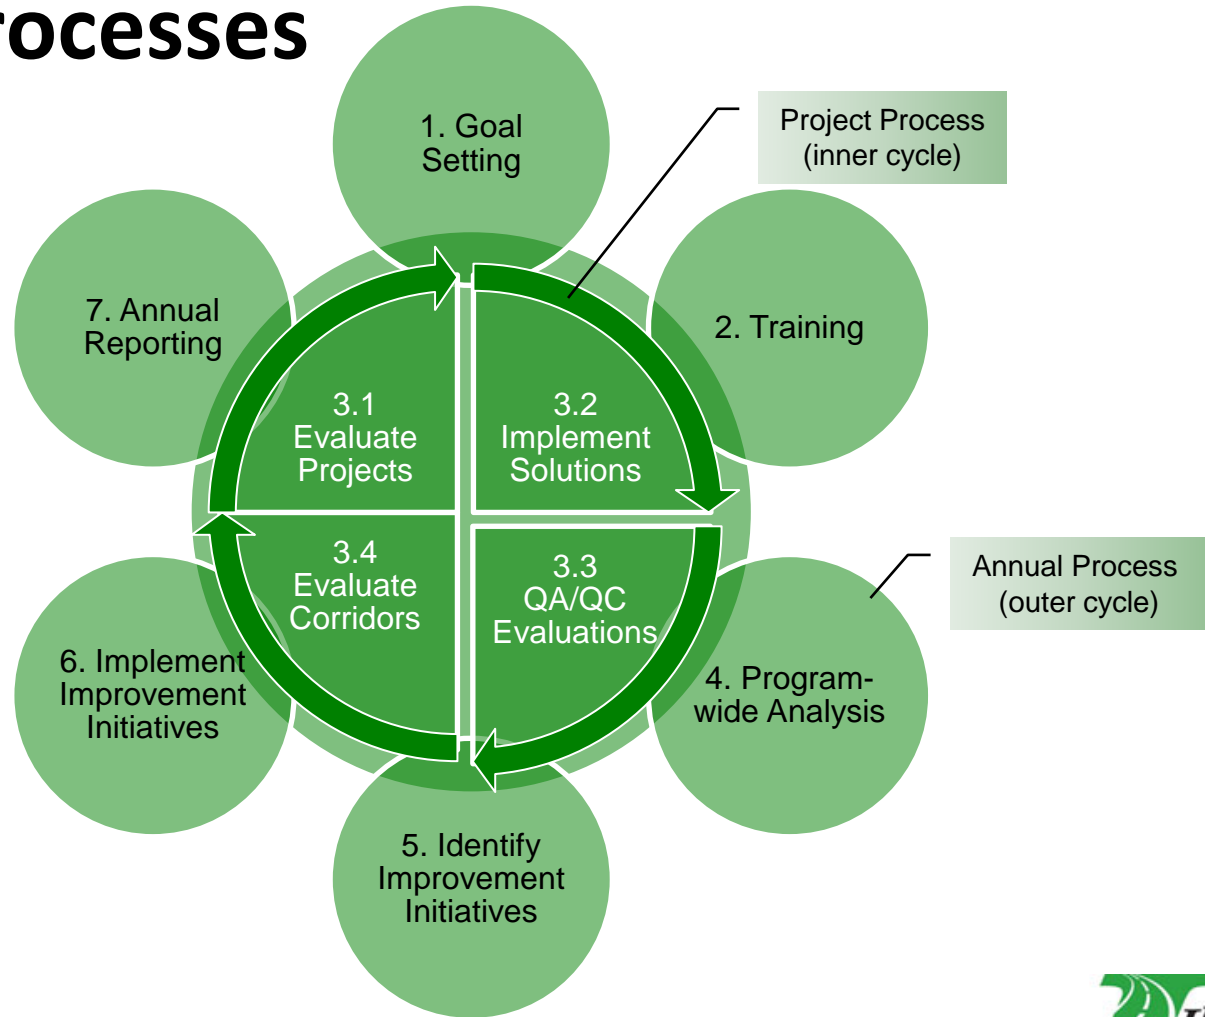 rocesses
1. Goal
Setting
Project Process
(inner cycle)
7. Annual
Reporting
2. Training
3.1
Evaluate
Projects
3.2
Implement
Solutions
3.4
Evaluate
Corridors
3.3
QA/QC
Evaluations
Annual Process
(outer cycle)
6. Implement
Improvement
Initiatives
4. Program-
wide Analysis
5. Identify
Improvement
Initiatives